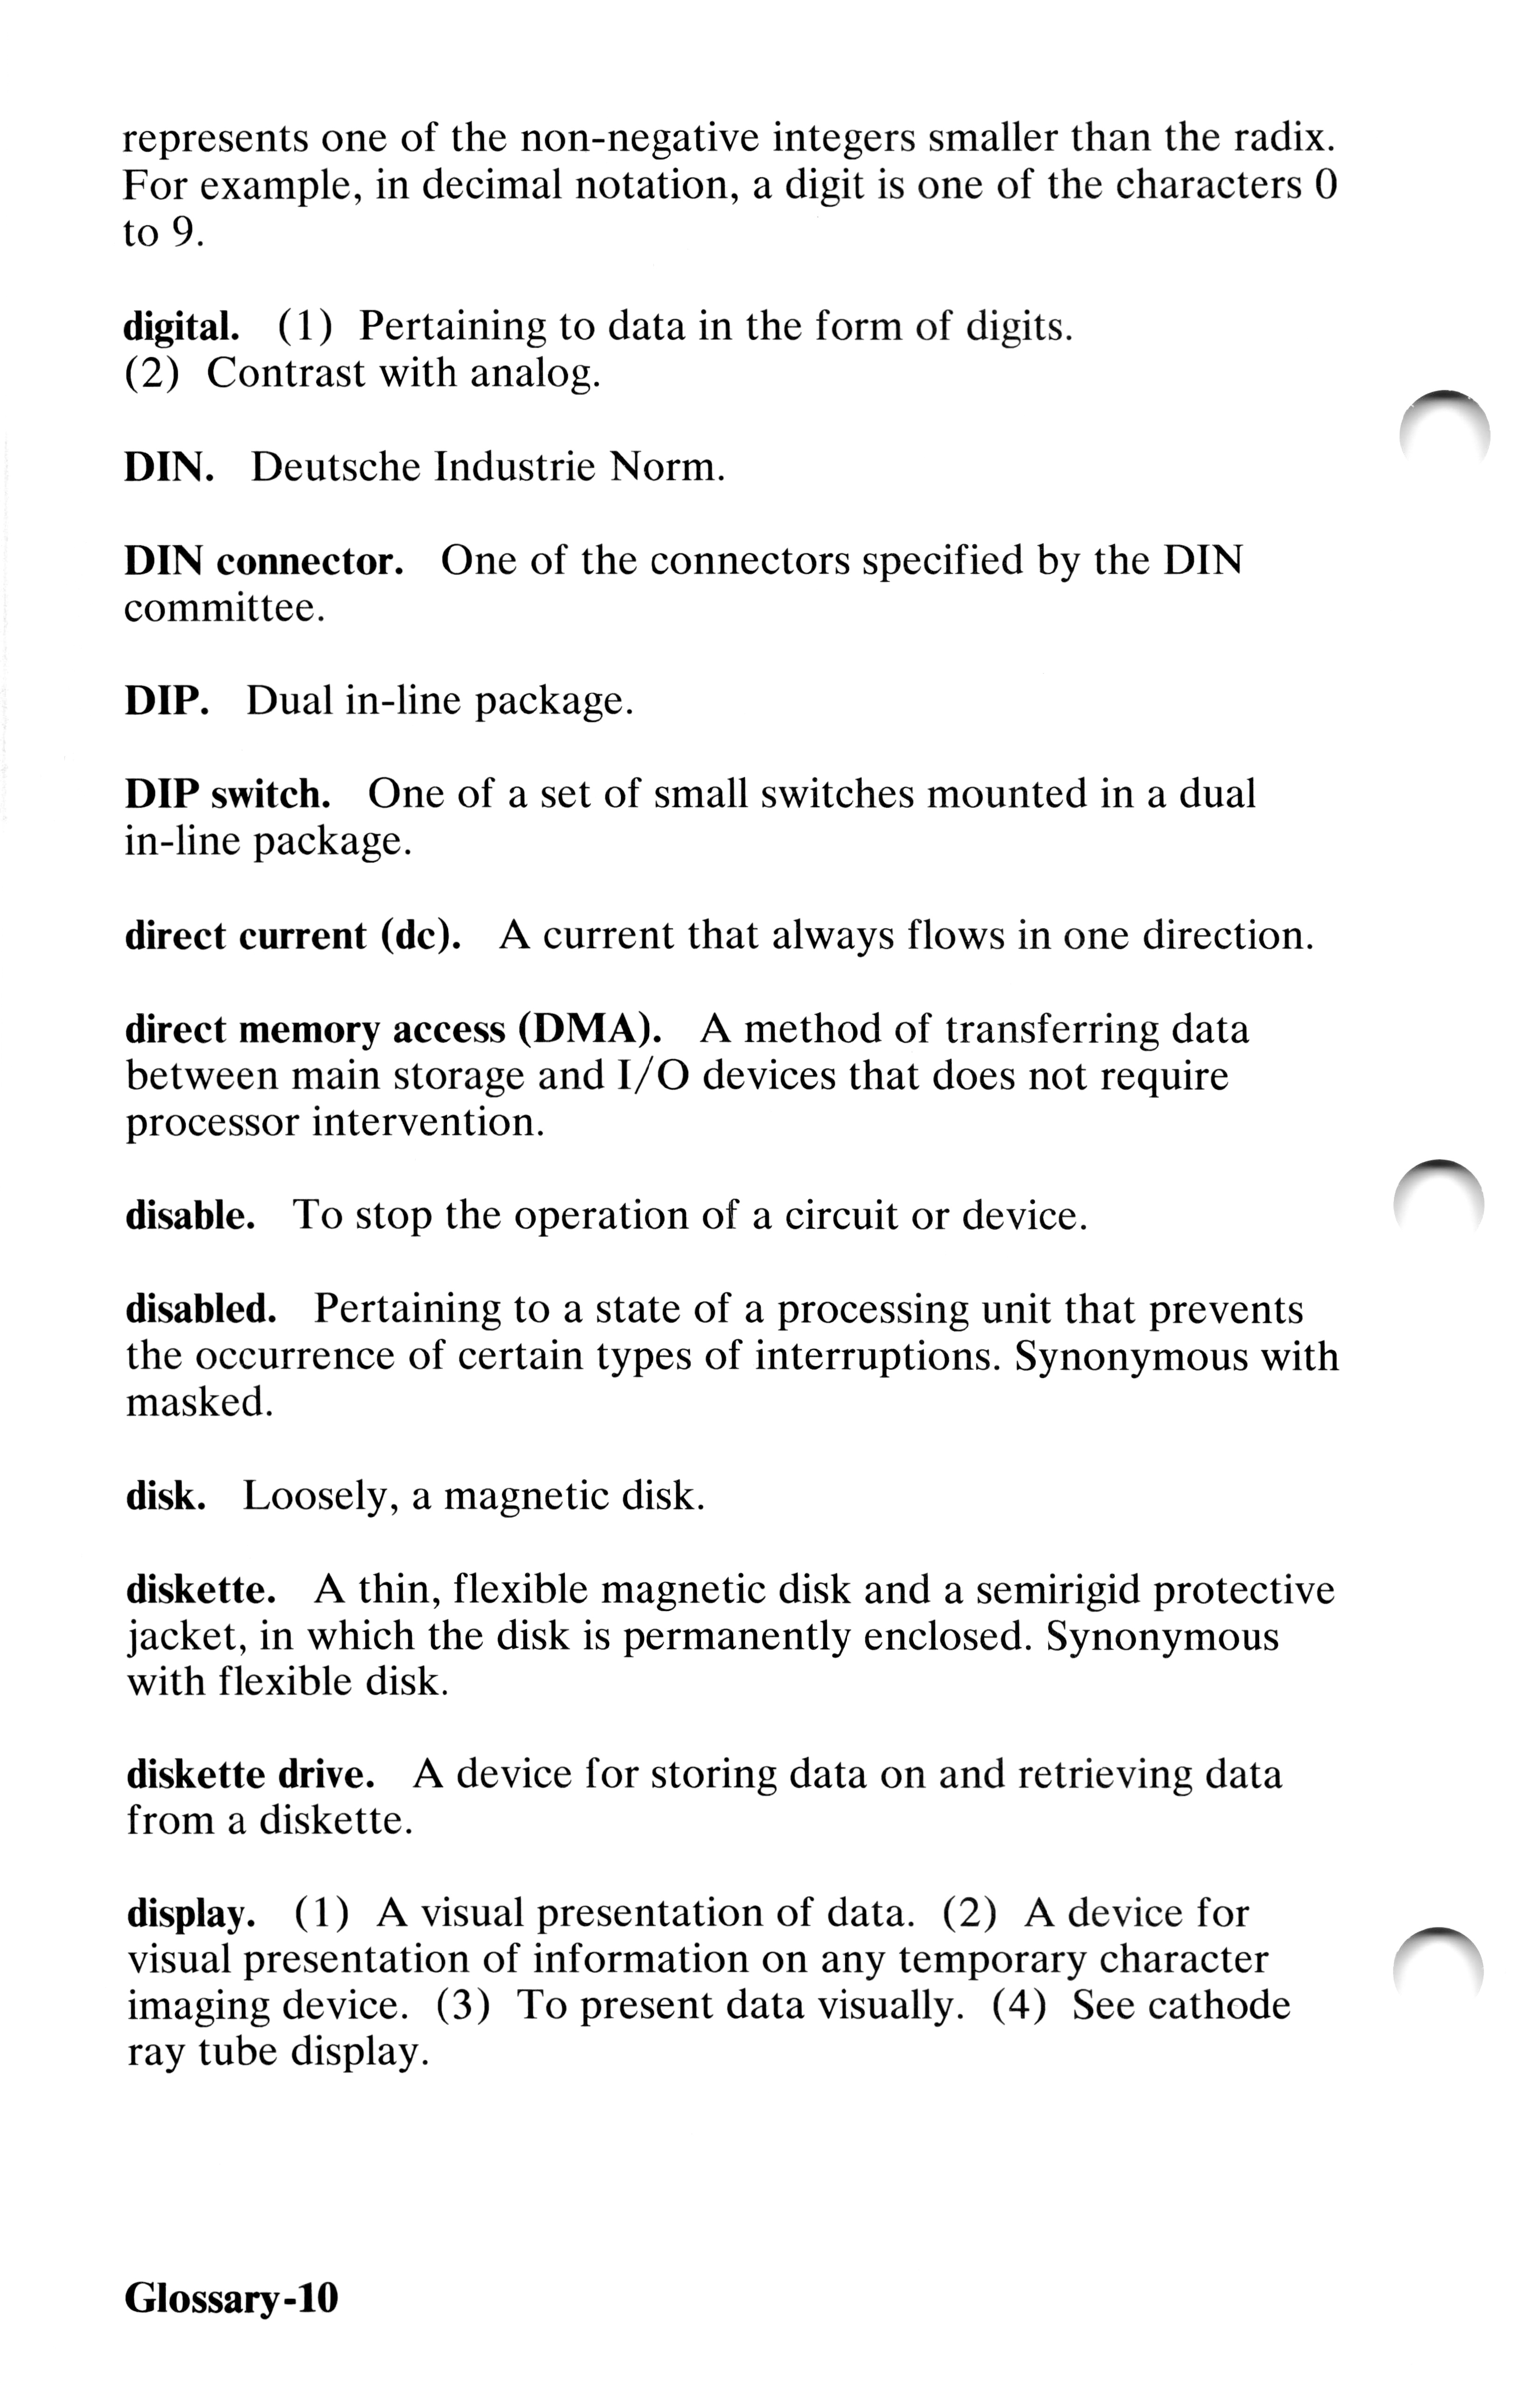 represents one of the non-negative integers smaller than the radix.
For example, in decimal notation, a digit is one of the characters 0
to 9.
digital. (1) Pertaining to data in the form of digits.
(2) Contrast with analog.
DIN. Deutsche Industrie Norm.
DIN connector. One of the connectors specified by the DIN
committee.
DIP. Dual in-line package.
DIP switch. One of a set of small switches mounted in a dual
in-line package.
direct current (dc). A current that always flows in one direction.
direct memory access (DMA). A method of transferring data
between main storage and I/O devices that does not require
processor intervention.
disable. To stop the operation of a circuit or device.
disabled. Pertaining to a state of a processing unit that prevents
the occurrence of certain types of interruptions. Synonymous with
masked.
disk. Loosely, a magnetic disk.
diskette. A thin, flexible magnetic disk and a semirigid protective
jacket, in which the disk is permanently enclosed. Synonymous
with flexible disk.
diskette drive. A device for storing data on and retrieving data
from a diskette.
display. (1) A visual presentation of data. (2) A device for
visual presentation of information on any temporary character
imaging device. (3) To present data visually. (4) See cathode
ray tube display.
Glossary-10